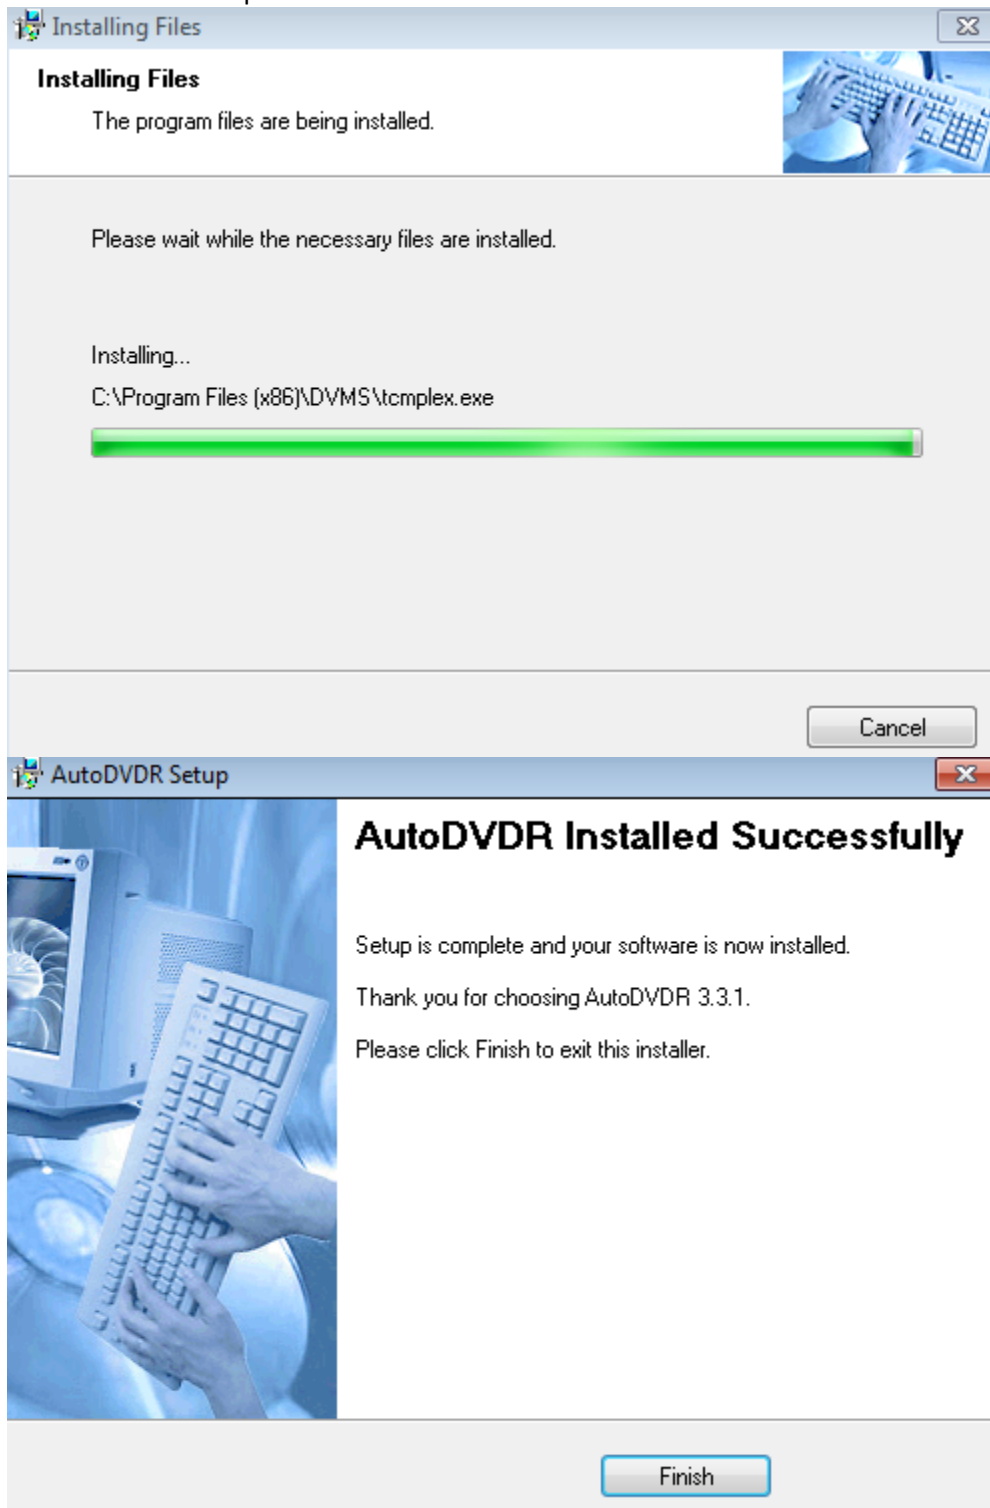 Installing Files
Installing Files
The program files are being installed.
Please wait while the necessary files are installed.
Installing...
C:\Program Files (x86)\DVMS\tcmplex.exe
Cancel
AutoDVDR Setup
AutoDVDR Installed Successfully
Setup is complete and your software is now installed.
Thank you for choosing AutoDVDR 3.3.1.
Please click Finish to exit this installer.
Finish